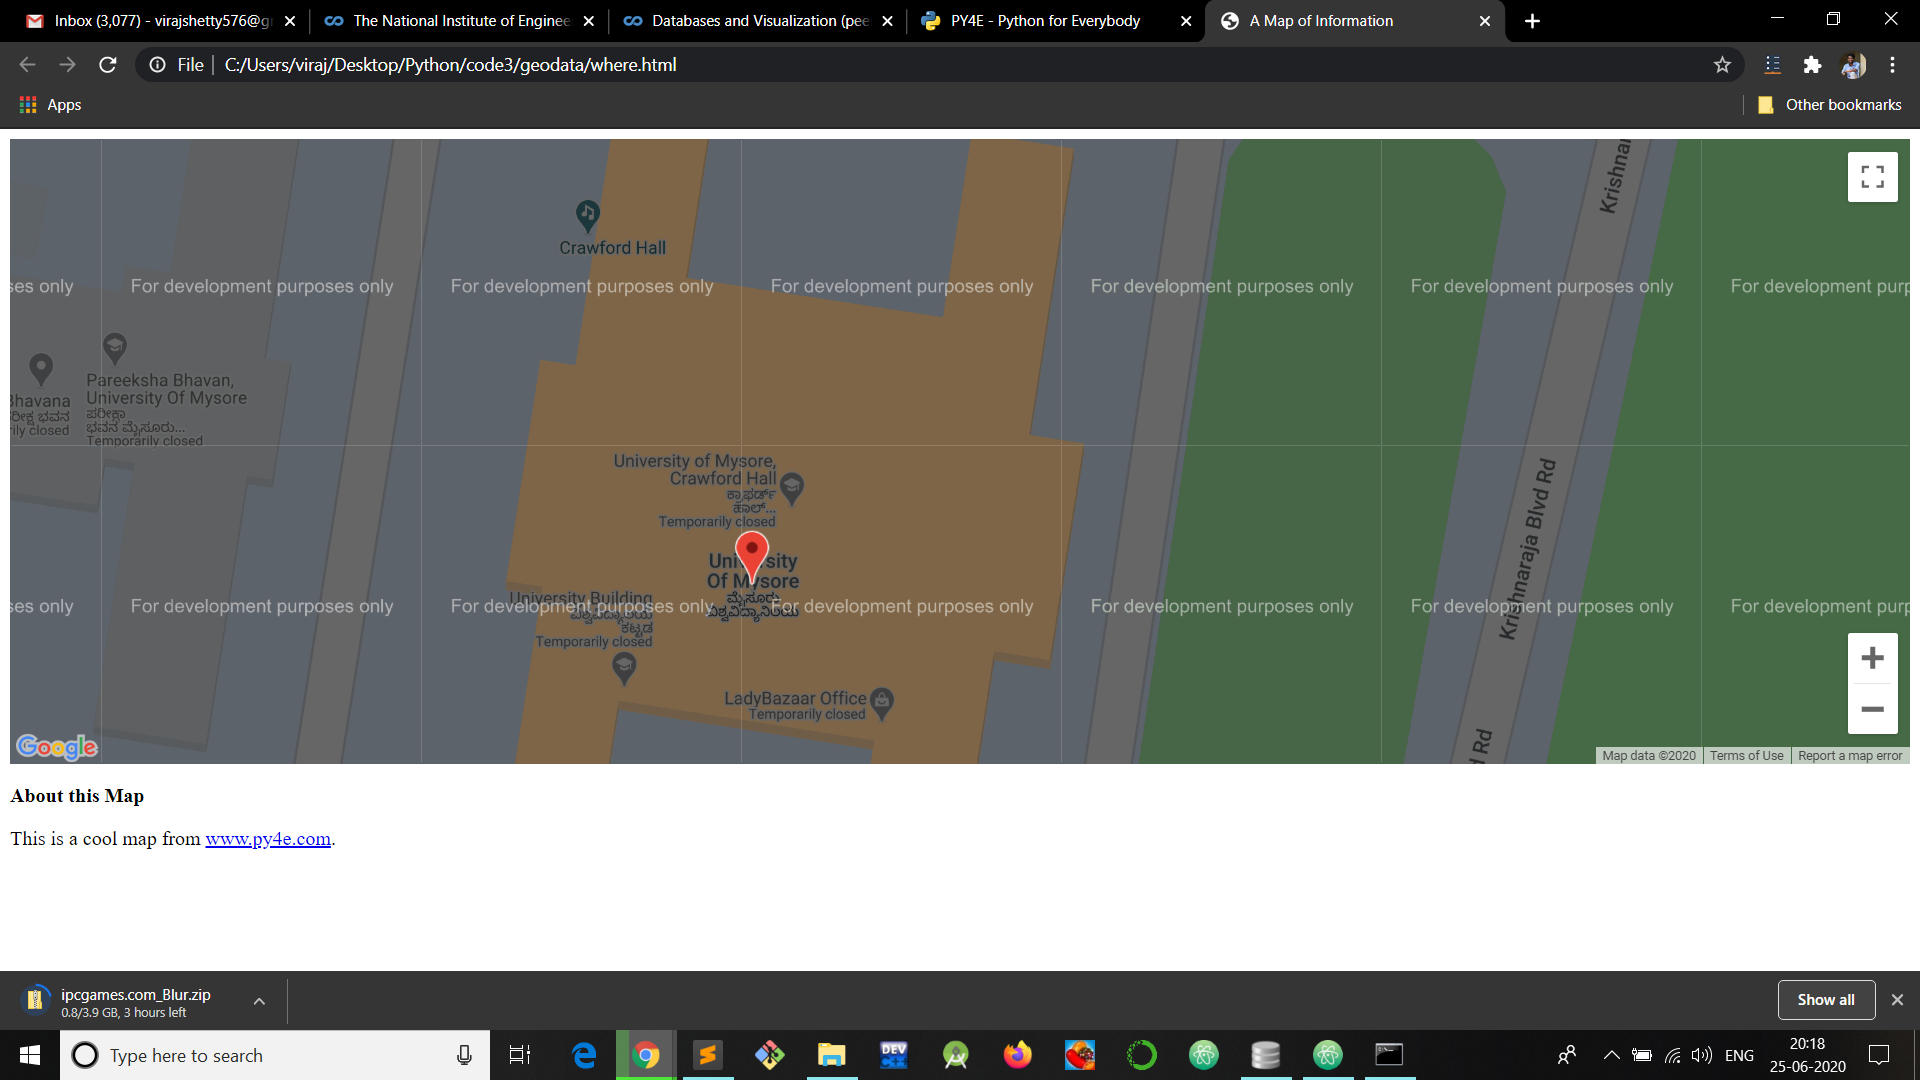 Inbox (3,077) - virajshetty576@g
The National Institute of Enginee
Databases and Visualization (pee
PY4E - Python for Everybody
A Map of Information
File
C:/Users/viraj/Desktop/Python/code3/geodata/where.html
Apps
Other bookmarks
Krishnar
Crawford Hall
ses only
For development purposes only
For development purposes only
For development purposes only
For development purposes only
For development purposes only
For development purp
Pareeksha Bhavan,
University Of Mysore
ಪರೀಕ್ಷಾ
ಭವನ ಮೈಸೂರು...
Temporarily closed
Bhavana
ರೀಕ್ಷ ಭವನ
rily closed
University of Mysore,
Crawford Hall
ಕ್ರಾಫರ್ಡ್
ಹಾಲ್...
Temporarily closed
University
Of Mysore
ಮೈಸೂರು
ವಿಶ್ವವಿದ್ಯಾನಿಲಯ
Krishnaraja Blvd Rd
University Building
ವಿಶ್ವವಿದ್ಯಾಲಯ
ಕಟ್ಟಡ
Temporarily closed
ses only
For development purposes only
For development purposes only
For development purposes only
For development purposes only
For development purposes only
For development purp
LadyBazaar Office
Temporarily closed
d Rd
Google
Map data ©2020
Terms of Use
Report a map error
About this Map
This is a cool map from www.py4e.com.
ipcgames.com_Blur.zip
0.8/3.9 GB, 3 hours left
Show all
Type here to search
DEV
C++
ENG
20:18
25-06-2020